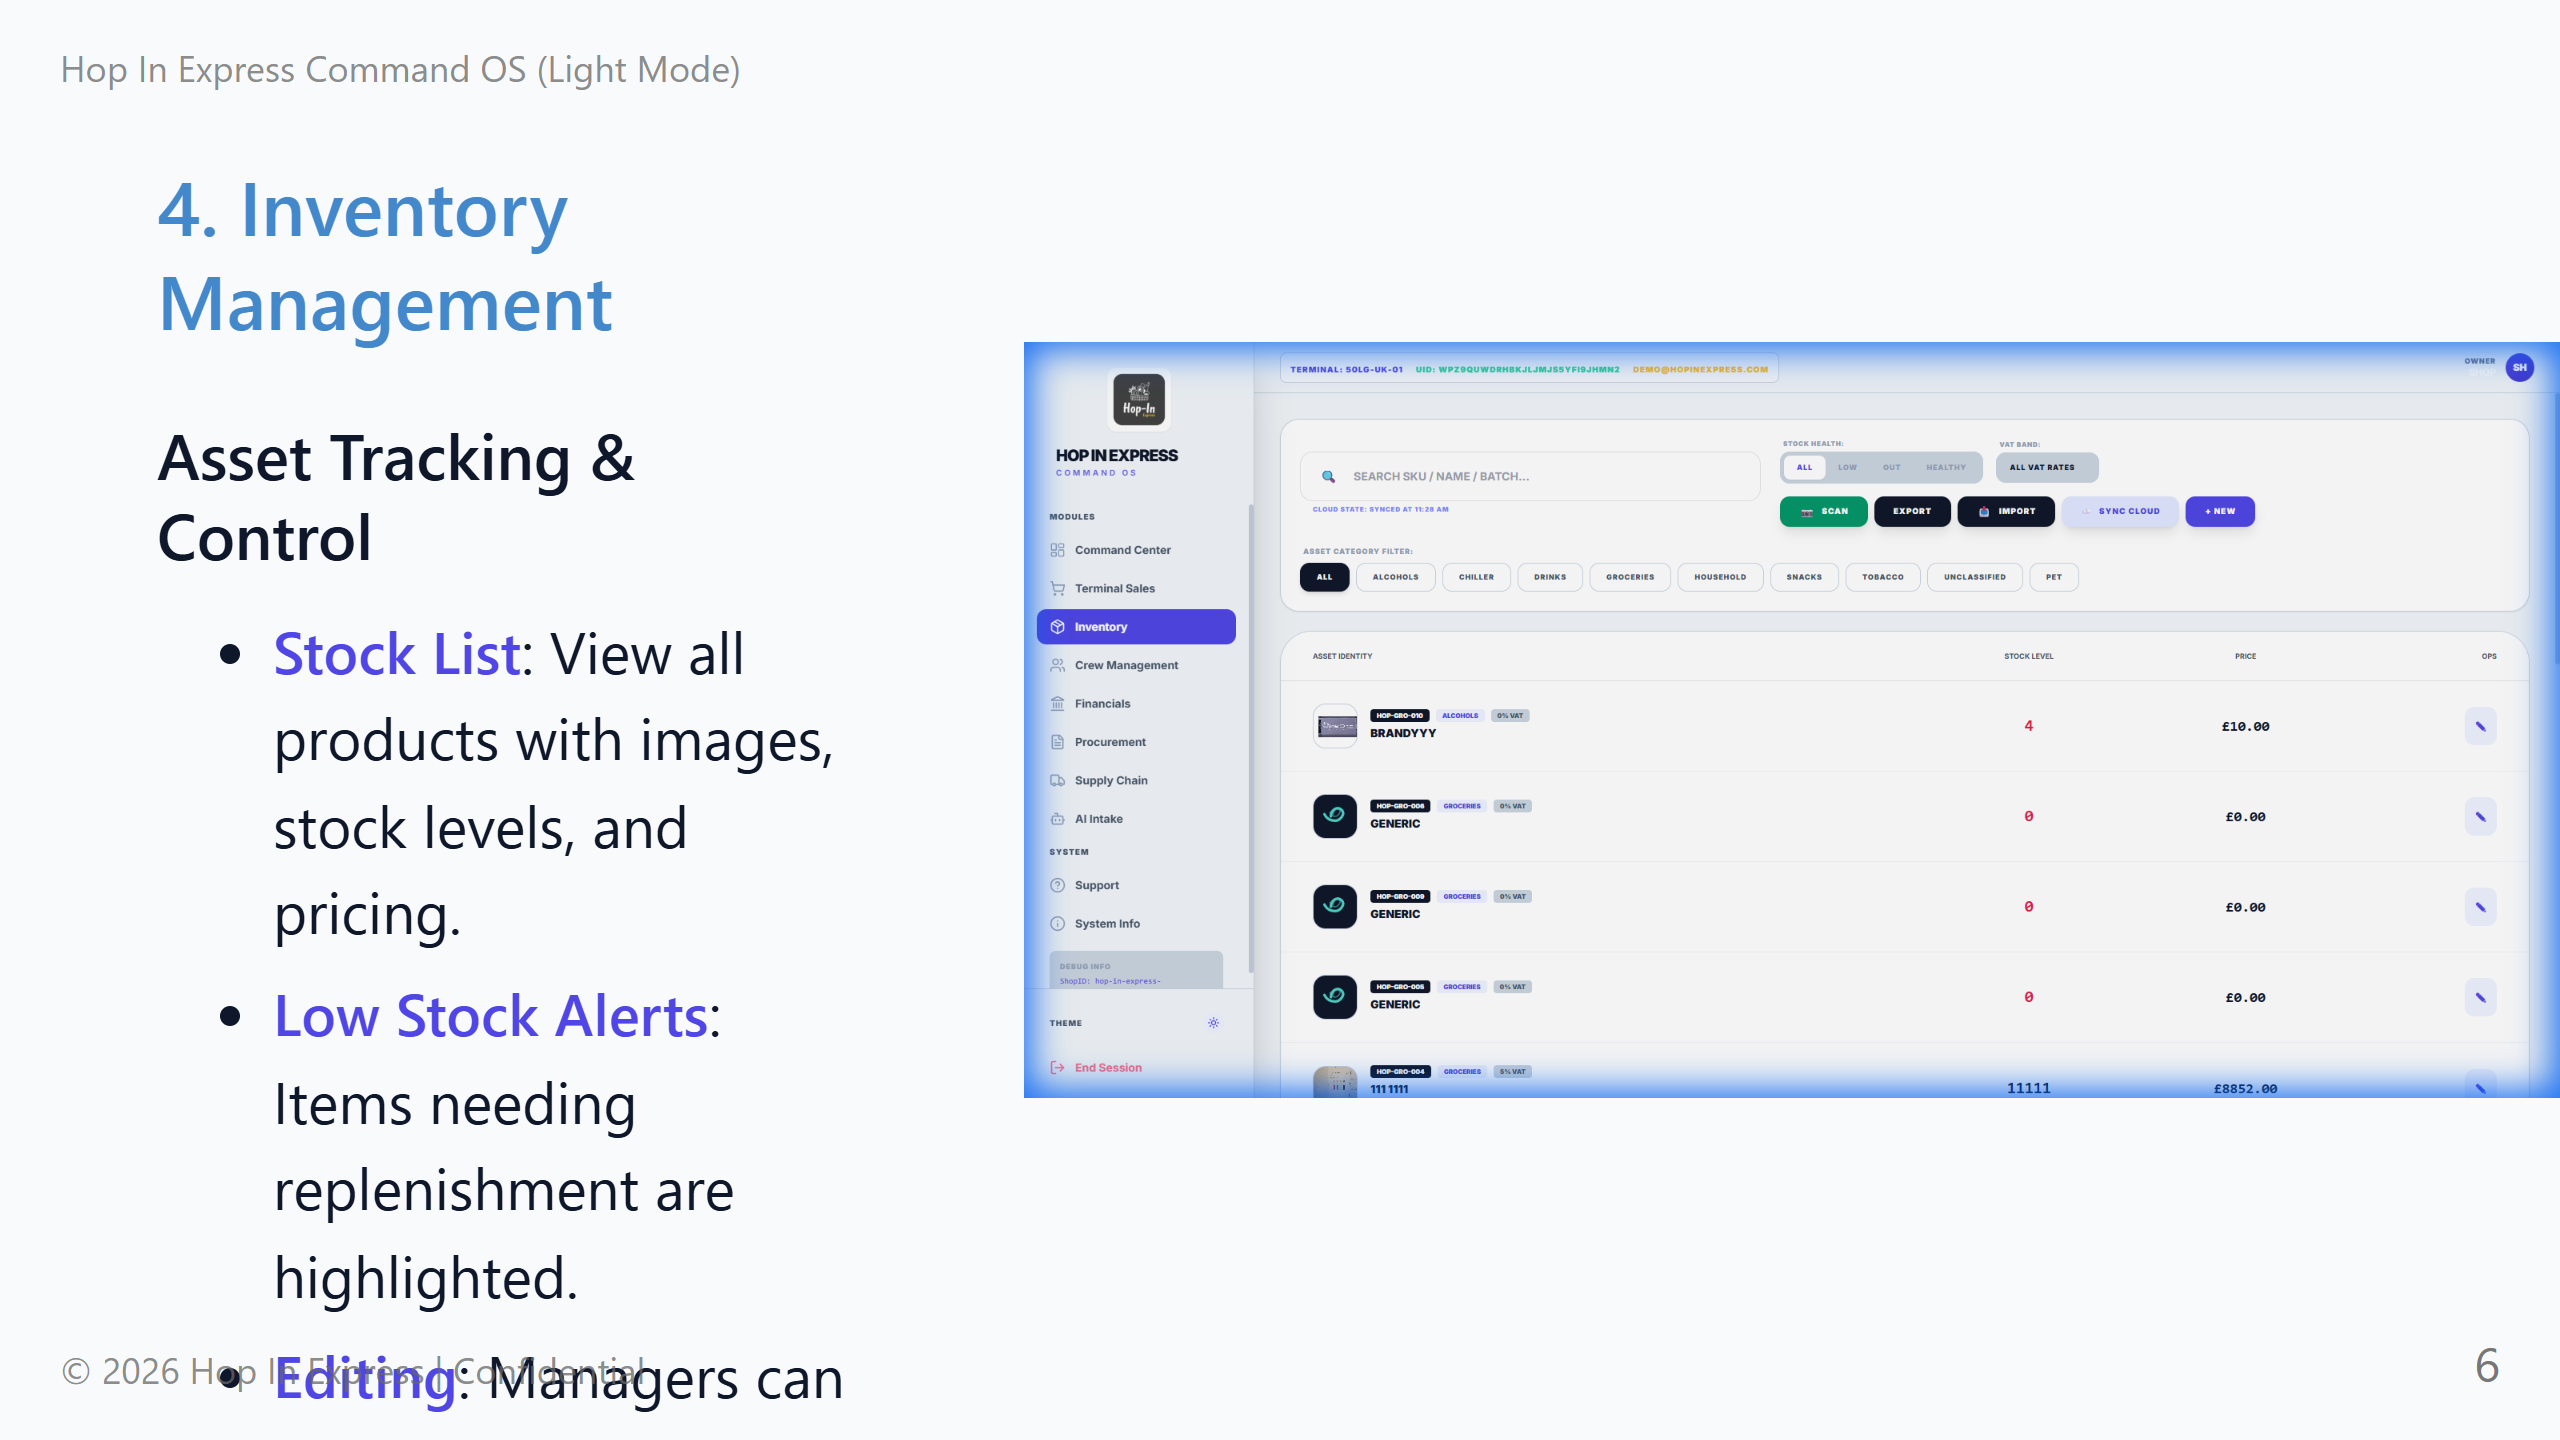 Hop In Express Command OS (Light Mode)
4. Inventory
Management
Asset Tracking &
Control
Stock List: View all
products with images,
stock levels, and
pricing.
Low Stock Alerts:
Items needing
replenishment are
highlighted.
Editing: Managers can
© 2026 Hop In Express | Confidential
6
Hop-In
HOP IN EXPRESS
COMMAND OS
MODULES
Command Center
Terminal Sales
Inventory
Crew Management
Financials
Procurement
Supply Chain
AI Intake
SYSTEM
Support
System Info
DEBUG INFO
ShopID: hop-in-express-
THEME
End Session
TERMINAL: 50LG-UK-01 DEMO@HOPINEXPRESS.COM
OWNER
SHOP
SH
SEARCH SKU / NAME / BATCH...
CLOUD STATE: SYNCED AT 11:28 AM
STOCK HEALTH: VAT BAND:
ALL LOW OUT HEALTHY ALL VAT RATES
SCAN EXPORT IMPORT SYNC CLOUD + NEW
ASSET CATEGORY FILTER:
ALL ALCOHOLS CHILLER DRINKS GROCERIES HOUSEHOLD SNACKS TOBACCO UNCLASSIFIED PET
ASSET IDENTITY STOCK LEVEL PRICE OPS
HOP-GRO-010 ALCOHOLS 0% VAT
BRANDYYY 4 £10.00
GROCERIES 0% VAT
GENERIC 0 £0.00
HOP-GRO-009 GROCERIES 0% VAT
GENERIC 0 £0.00
HOP-GRO-005 GROCERIES 0% VAT
GENERIC 0 £0.00
HOP-GRO-004 GROCERIES 5% VAT
111 1111 11111 £8852.00